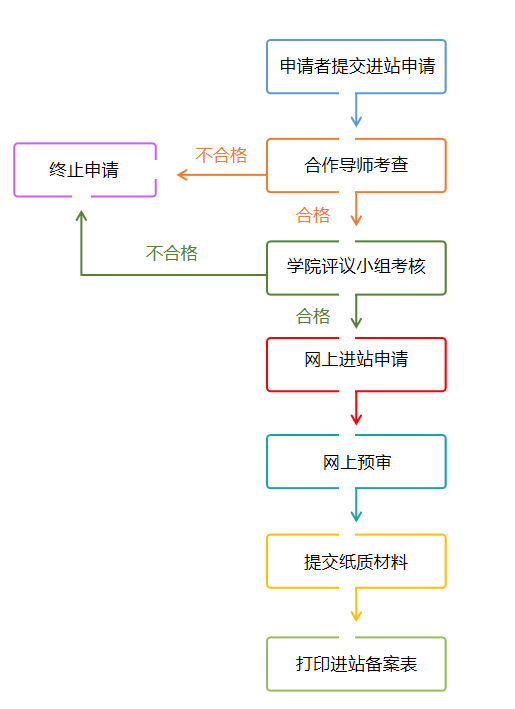 申请者提交进站申请
不合格
合作导师考查
终止申请
合格
不合格
学院评议小组考核
合格
网上进站申请
网上预审
提交纸质材料
打印进站备案表